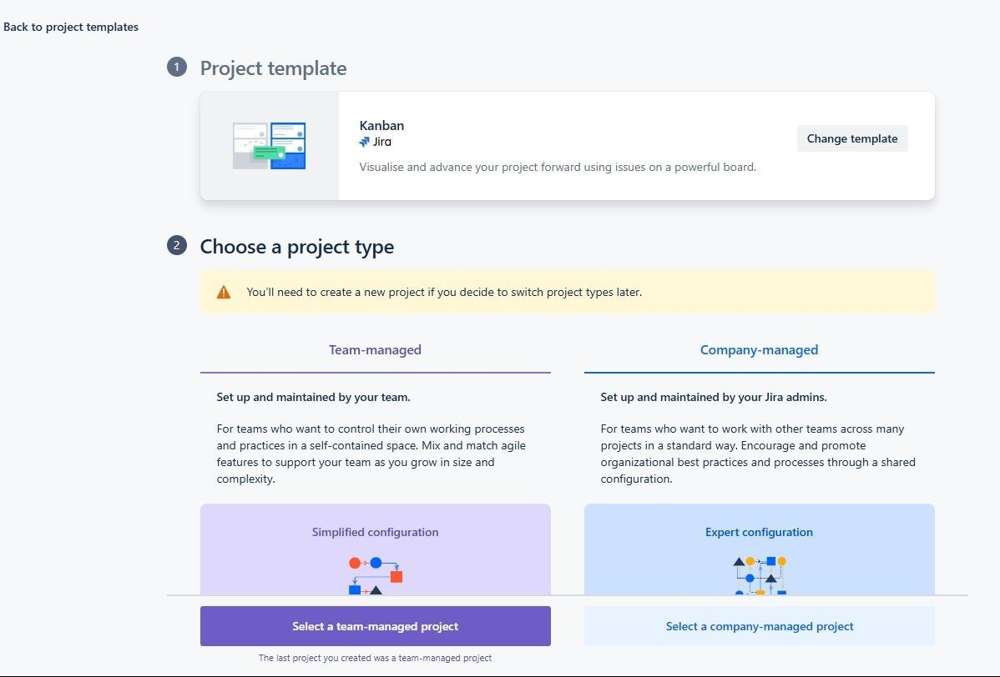 Back to project templates
1 Project template
Kanban
Jira
Visualise and advance your project forward using issues on a powerful board.
Change template
2 Choose a project type
You’ll need to create a new project if you decide to switch project types later.
Team-managed
Set up and maintained by your team.
For teams who want to control their own working processes
and practices in a self-contained space. Mix and match agile
features to support your team as you grow in size and
complexity.
Simplified configuration
Select a team-managed project
The last project you created was a team-managed project
Company-managed
Set up and maintained by your Jira admins.
For teams who want to work with other teams across many
projects in a standard way. Encourage and promote
organizational best practices and processes through a shared
configuration.
Expert configuration
Select a company-managed project